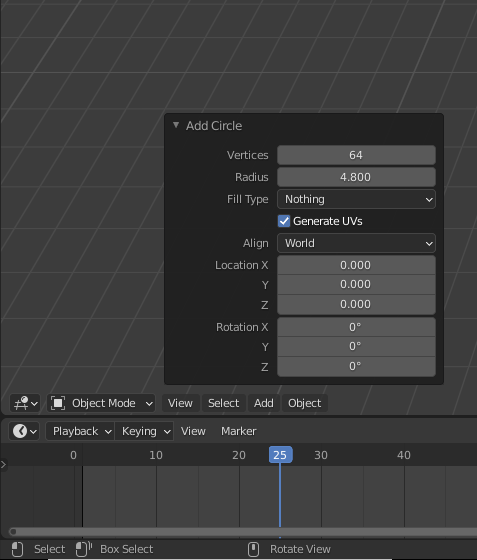 Add Circle
Vertices 64
Radius 4.800
Fill Type Nothing
Generate UVs
Align World
Location X 0.000
Y 0.000
Z 0.000
Rotation X 0°
Y 0°
Z 0°
Object Mode View Select Add Object
Playback Keying View Marker
0 10 20 25 30 40
Select Box Select Rotate View